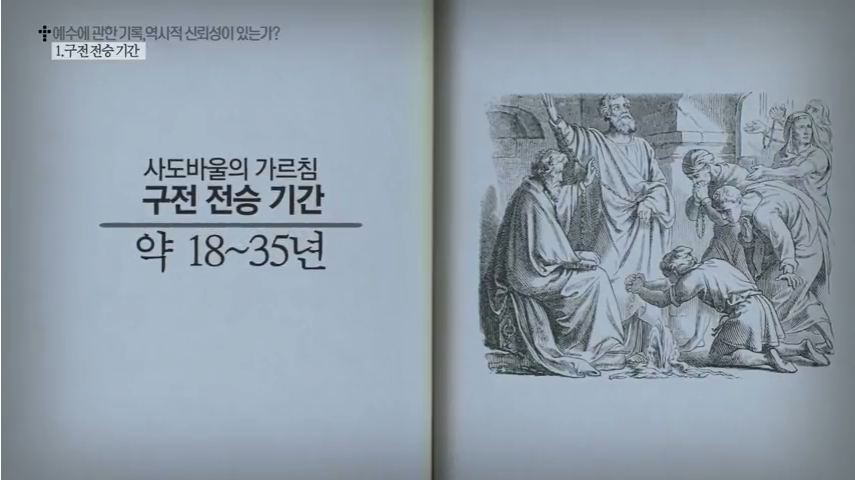 예수에 관한 기록, 역사적 신뢰성이 있는가?
1. 구전 전승 기간
사도바울의 가르침
구전 전승 기간
약 18~35년